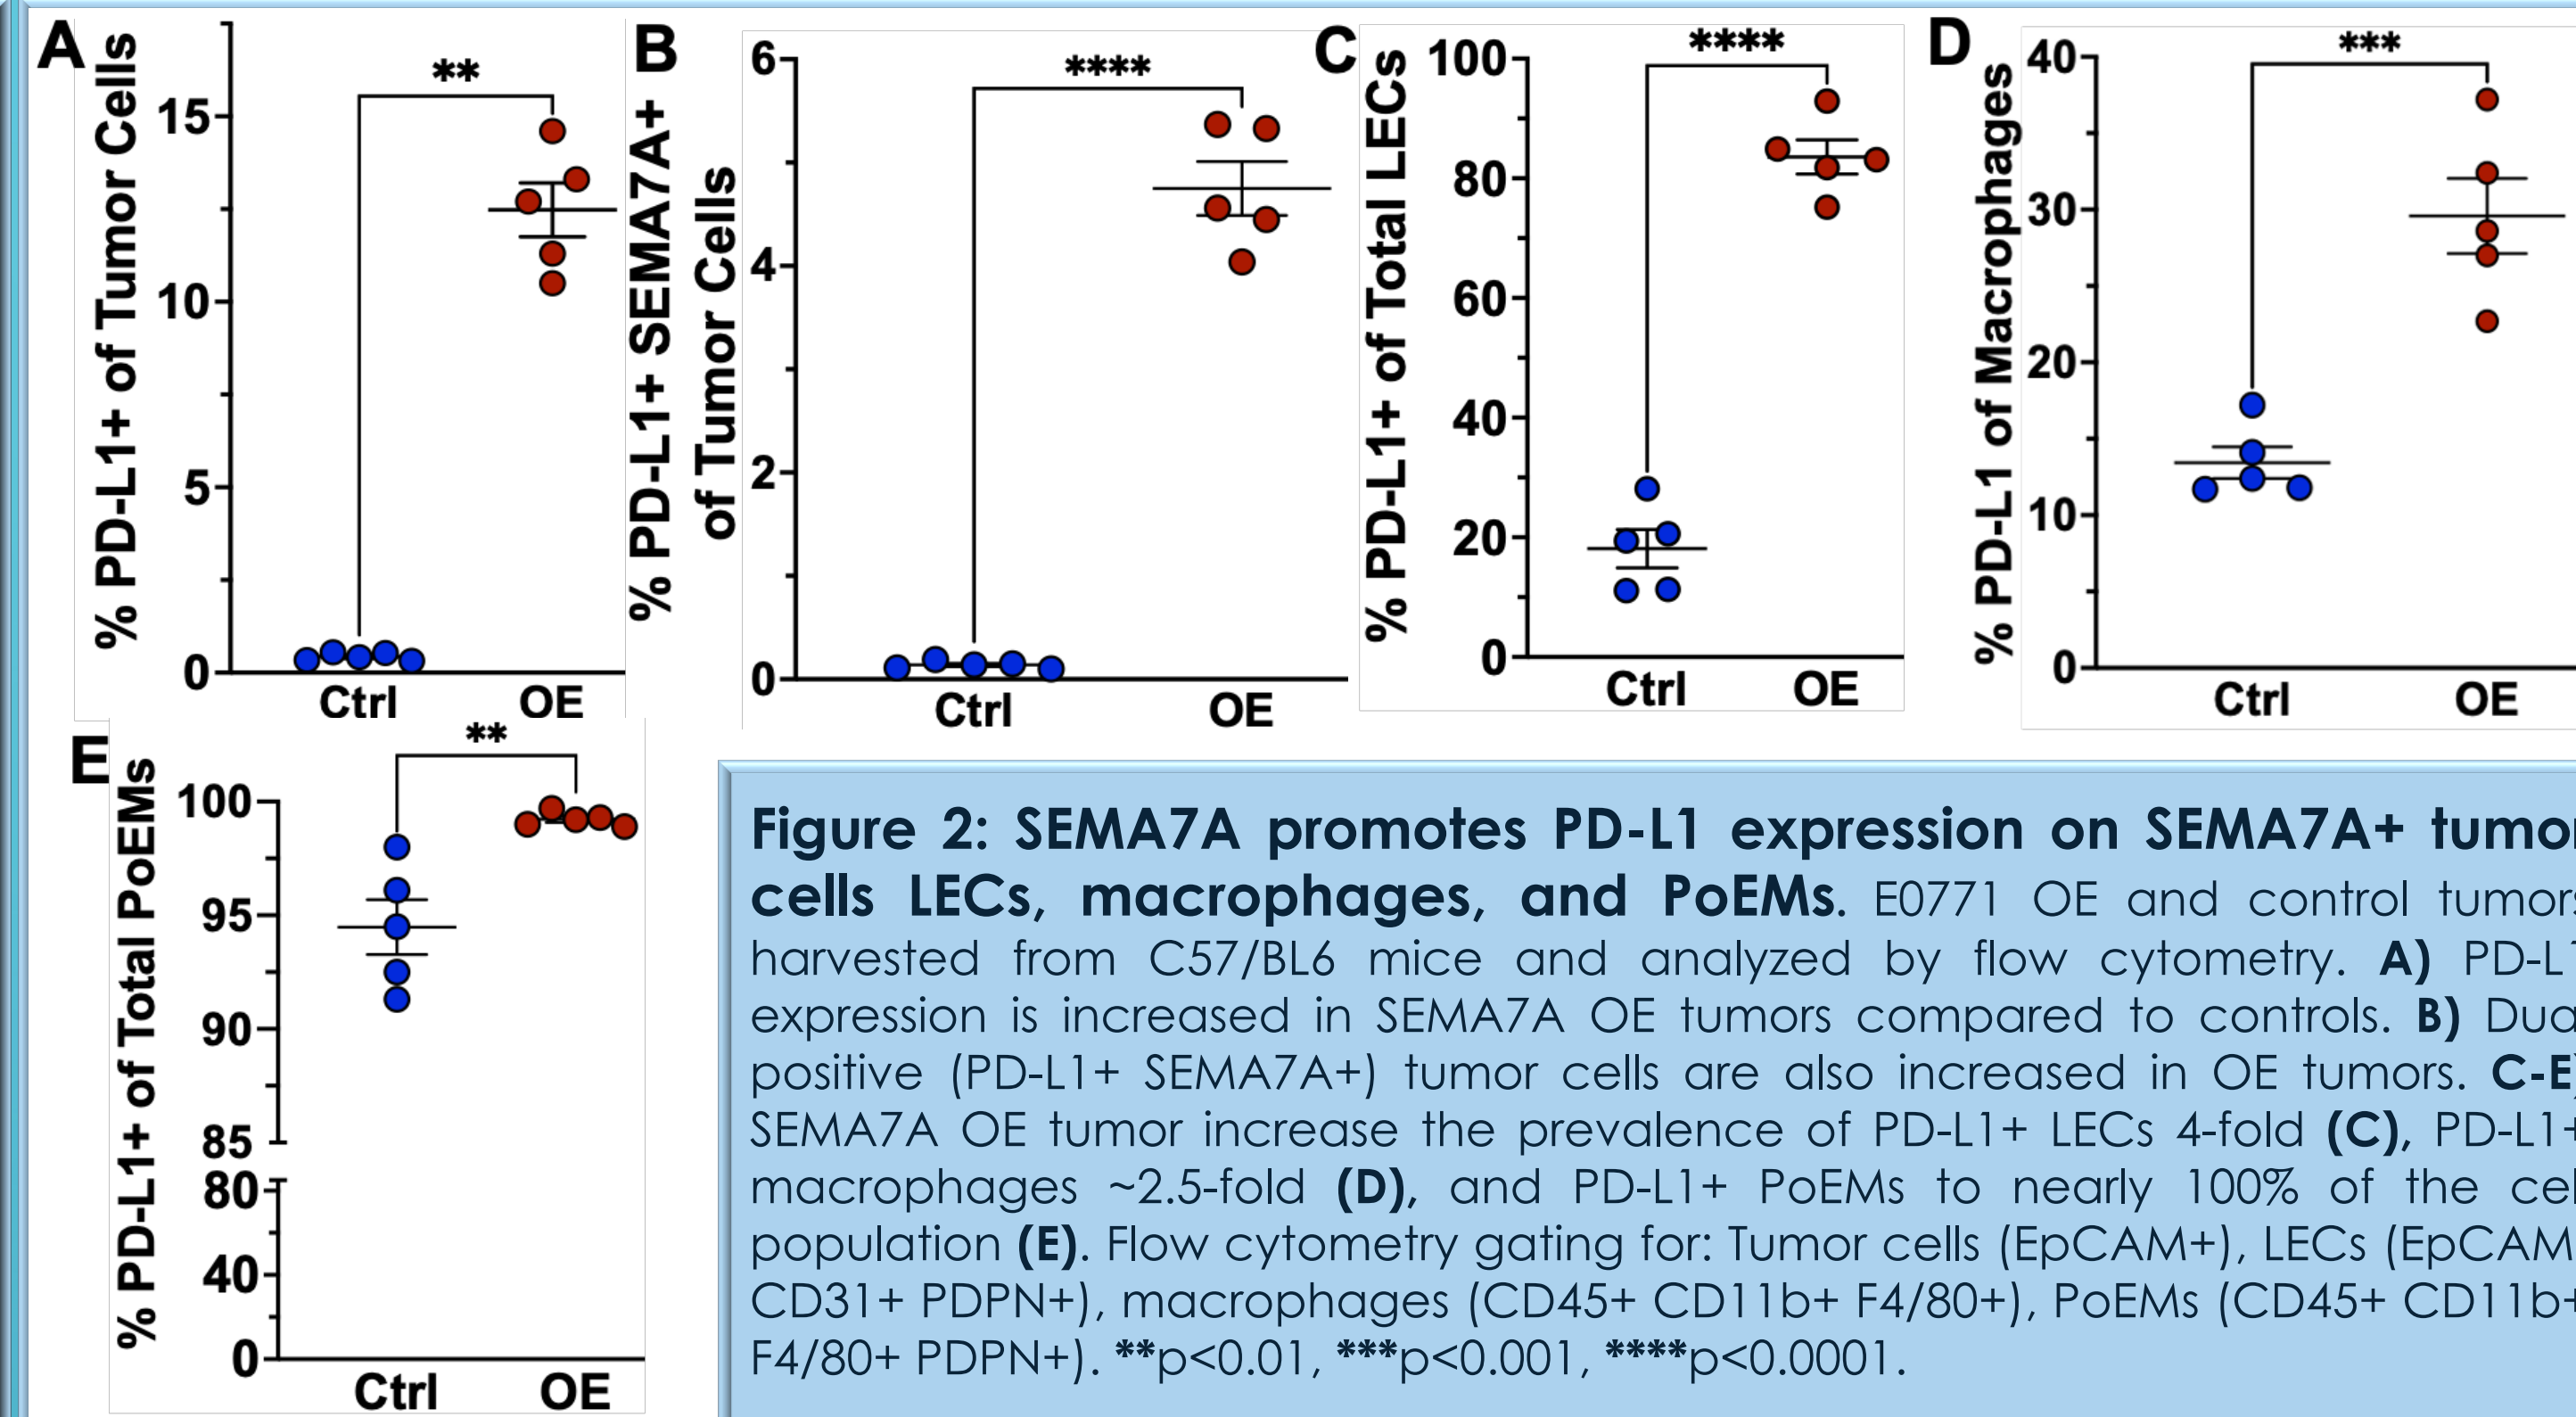 A
% PD-L1+ of Tumor Cells
15
10
5
0
**
Ctrl OE
B
% PD-L1+ SEMA7A+
of Tumor Cells
6
4
2
0
****
Ctrl OE
C
% PD-L1+ of Total LECs
100
80
60
40
20
0
****
Ctrl OE
D
% PD-L1 of Macrophages
40
30
20
10
0
***
Ctrl OE
E
% PD-L1+ of Total PoEMs
100
95
90
85
80
40
0
**
Ctrl OE
Figure 2: SEMA7A promotes PD-L1 expression on SEMA7A+ tumor
cells LECs, macrophages, and PoEMs. E0771 OE and control tumors
harvested from C57/BL6 mice and analyzed by flow cytometry. A) PD-L1
expression is increased in SEMA7A OE tumors compared to controls. B) Dual
positive (PD-L1+ SEMA7A+) tumor cells are also increased in OE tumors. C-E)
SEMA7A OE tumor increase the prevalence of PD-L1+ LECs 4-fold (C), PD-L1+
macrophages ~2.5-fold (D), and PD-L1+ PoEMs to nearly 100% of the cell
population (E). Flow cytometry gating for: Tumor cells (EpCAM+), LECs (EpCAM-
CD31+ PDPN+), macrophages (CD45+ CD11b+ F4/80+), PoEMs (CD45+ CD11b+
F4/80+ PDPN+). **p<0.01, ***p<0.001, ****p<0.0001.